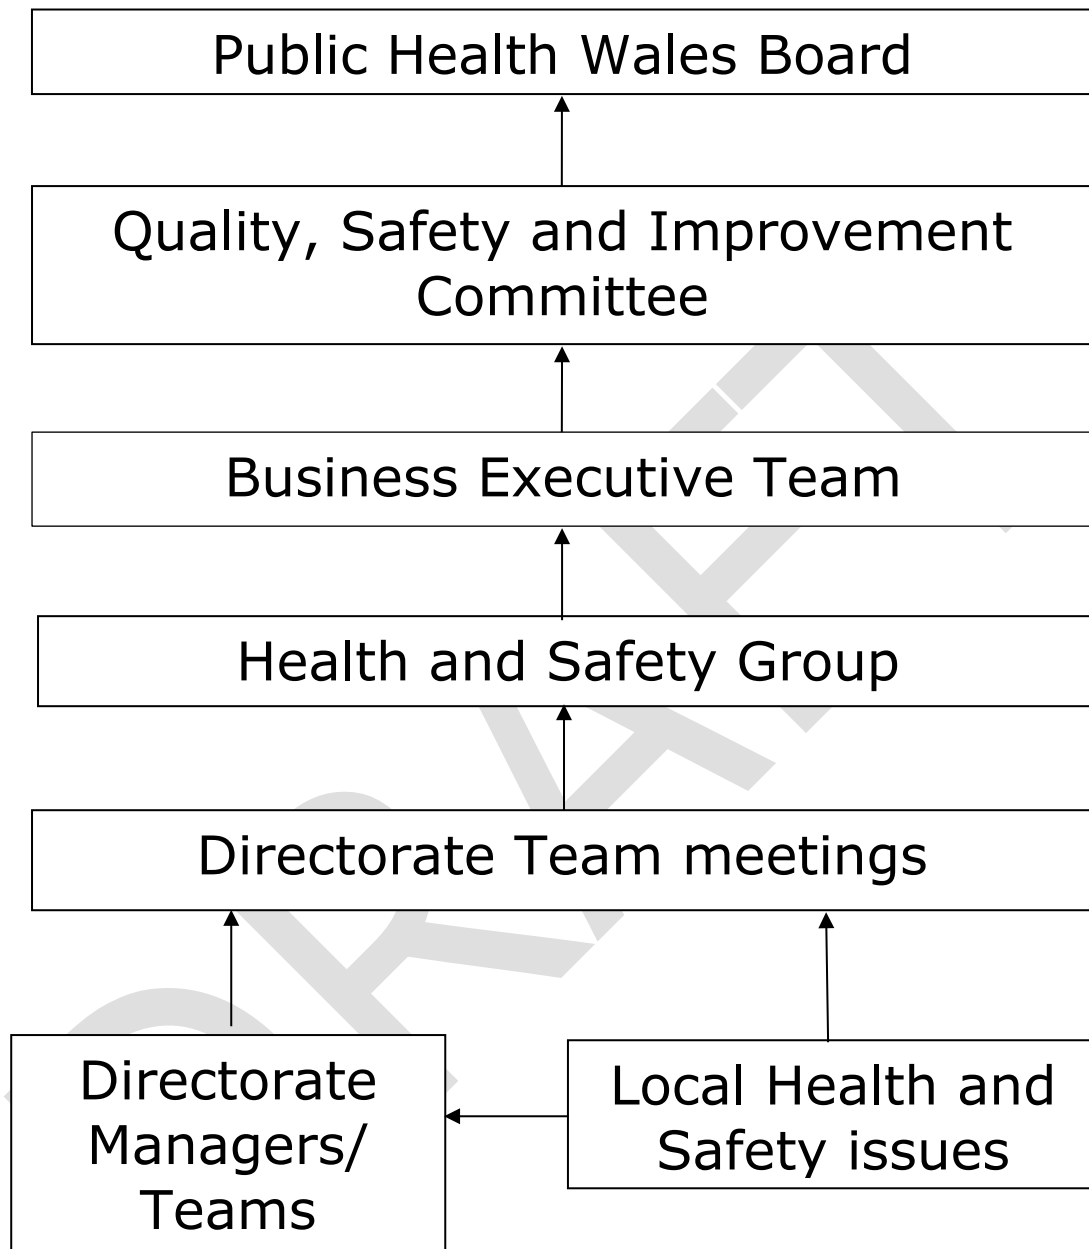 Public Health Wales Board
Quality, Safety and Improvement
Committee
Business Executive Team
Health and Safety Group
Directorate Team meetings
Directorate
Managers/
Teams
Local Health and
Safety issues
DRAFT